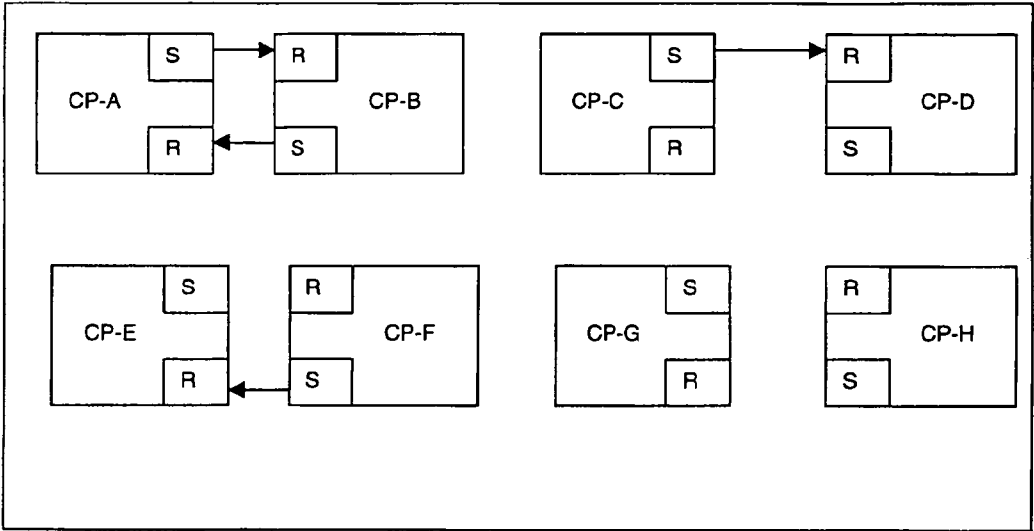 S R S R
CP-A CP-B CP-C CP-D
R S R S
S R S R
CP-E CP-F CP-G CP-H
R S R S